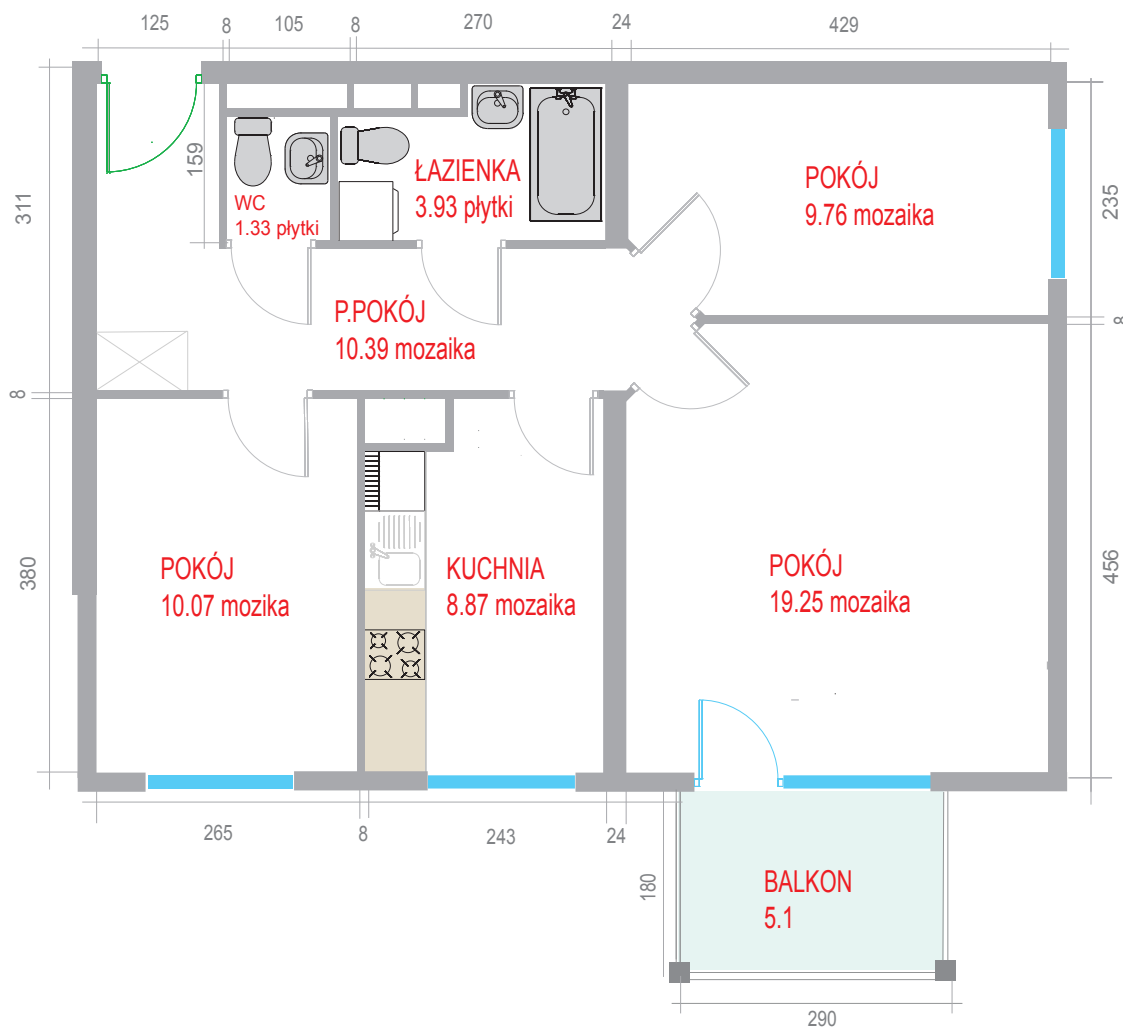 125
8
105
8
270
24
429
311
159
WC
1.33 płytki
ŁAZIENKA
3.93 płytki
POKÓJ
9.76 mozaika
235
P.POKÓJ
10.39 mozaika
8
8
380
POKÓJ
10.07 mozika
KUCHNIA
8.87 mozaika
POKÓJ
19.25 mozaika
456
265
8
243
24
180
BALKON
5.1
290